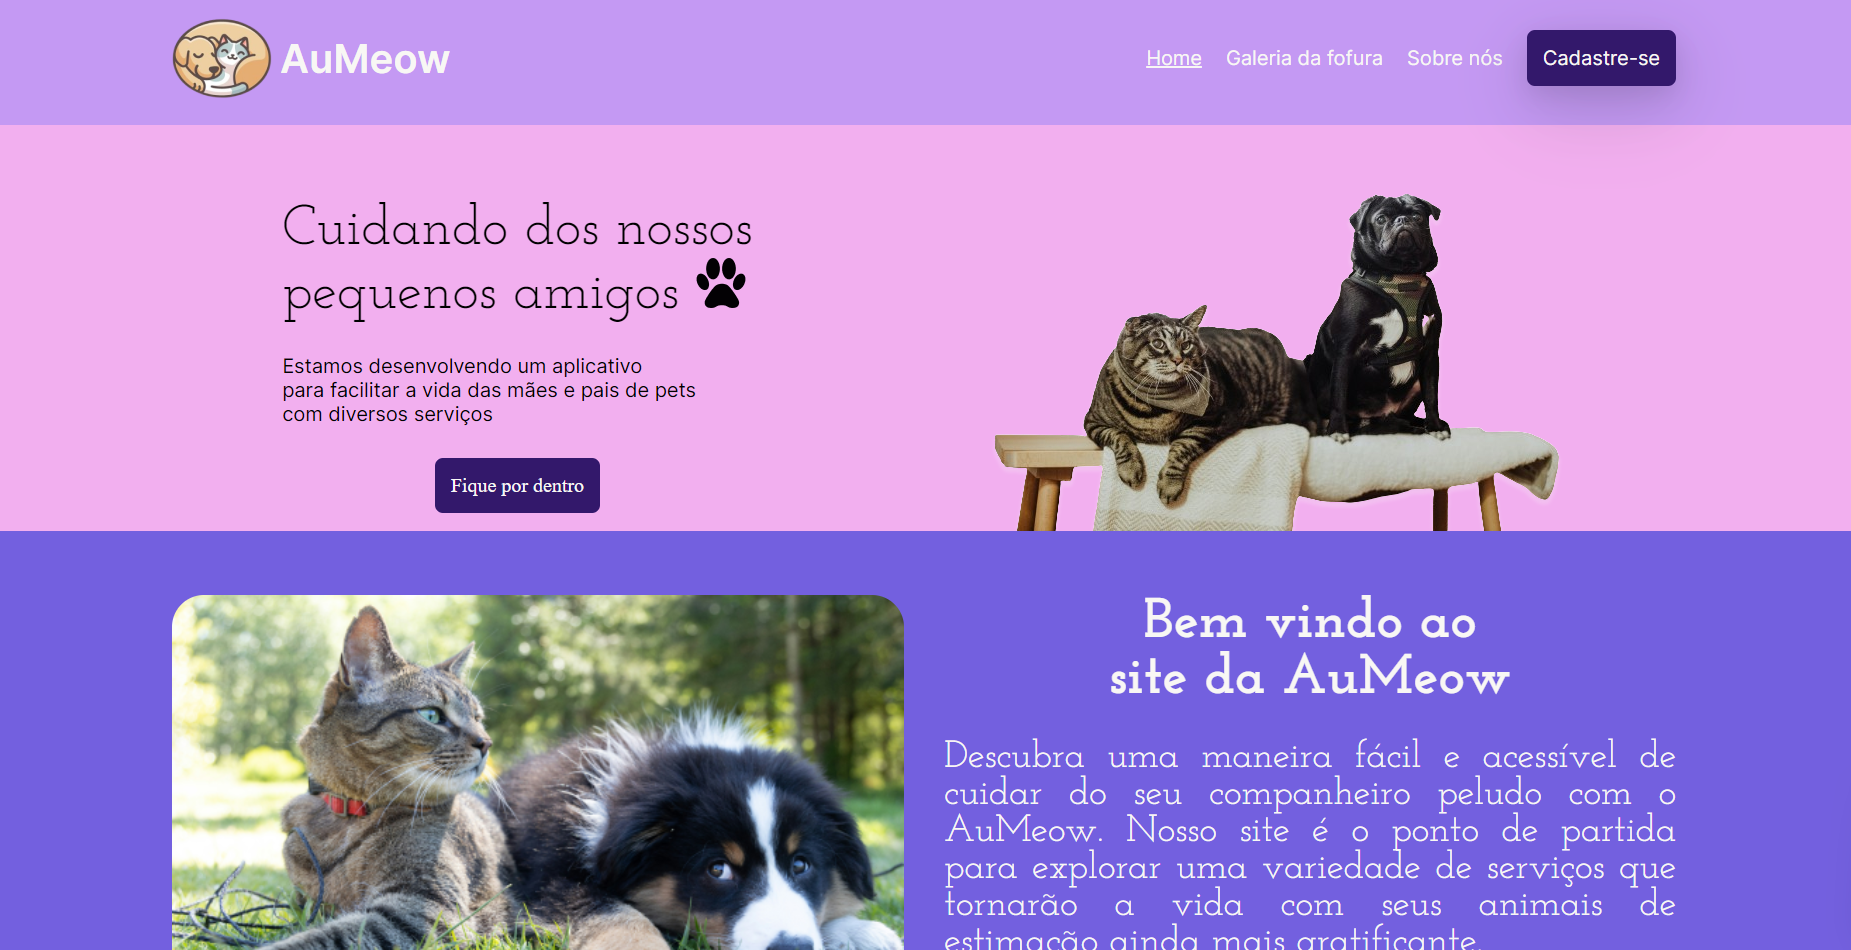 AuMeow
Home Galeria da fofura Sobre nós Cadastre-se
Cuidando dos nossos
pequenos amigos
Estamos desenvolvendo um aplicativo
para facilitar a vida das mães e pais de pets
com diversos serviços
Fique por dentro
Bem vindo ao
site da AuMeow
Descubra uma maneira fácil e acessível de
cuidar do seu companheiro peludo com o
AuMeow. Nosso site é o ponto de partida
para explorar uma variedade de serviços que
tornarão a vida com seus animais de
estimação ainda mais gratificante.